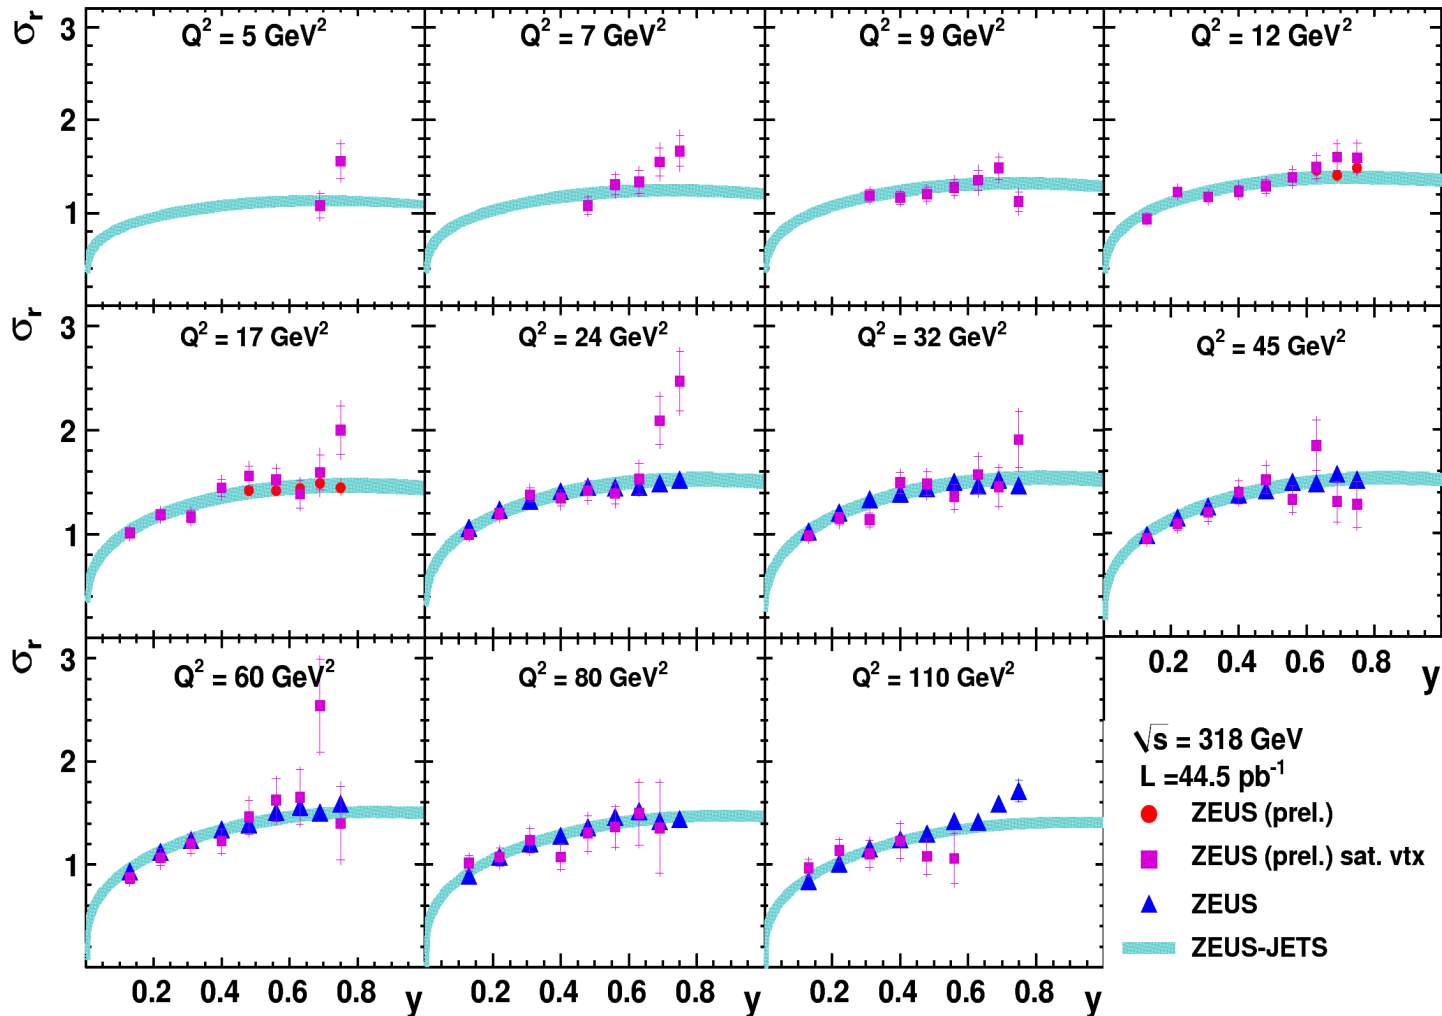 σr
3
2
1
Q² = 5 GeV²
Q² = 7 GeV²
Q² = 9 GeV²
Q² = 12 GeV²
σr
3
2
1
Q² = 17 GeV²
Q² = 24 GeV²
Q² = 32 GeV²
Q² = 45 GeV²
0.2 0.4 0.6 0.8
y
σr
3
2
1
Q² = 60 GeV²
Q² = 80 GeV²
Q² = 110 GeV²
0.2 0.4 0.6 0.8 y
0.2 0.4 0.6 0.8 y
0.2 0.4 0.6 0.8 y
√s = 318 GeV
L =44.5 pb⁻¹
ZEUS (prel.)
ZEUS (prel.) sat. vtx
ZEUS
ZEUS-JETS